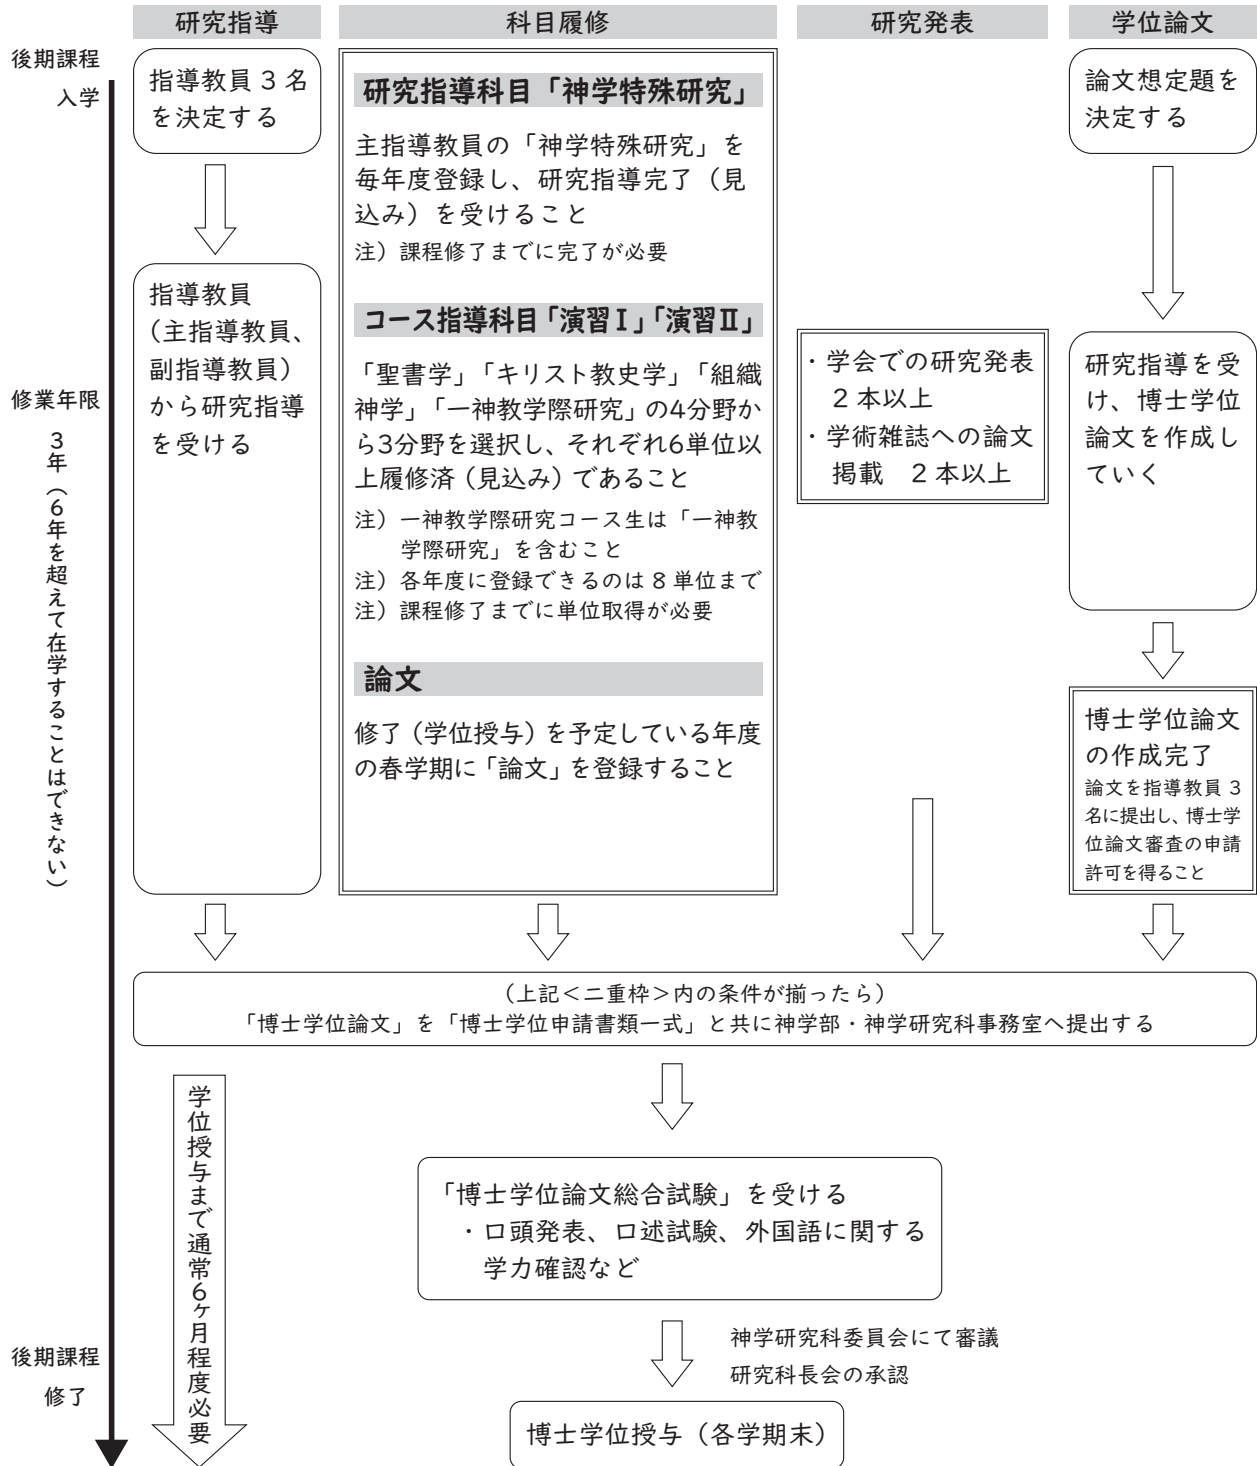 研究指導
科目履修
研究発表
学位論文
後期課程
入学
修業年限
3年（6年を超えて在学することはできない）
後期課程
修了
指導教員 3 名
を決定する
指導教員
（主指導教員、
副指導教員）
から研究指導
を受ける
研究指導科目「神学特殊研究」
主指導教員の「神学特殊研究」を
毎年度登録し、研究指導完了（見
込み）を受けること
注）課程修了までに完了が必要
コース指導科目「演習Ⅰ」「演習Ⅱ」
「聖書学」「キリスト教史学」「組織
神学」「一神教学際研究」の4分野か
ら3分野を選択し、それぞれ6単位以
上履修済（見込み）であること
注）一神教学際研究コース生は「一神教
学際研究」を含むこと
注）各年度に登録できるのは 8 単位まで
注）課程修了までに単位取得が必要
論文
修了（学位授与）を予定している年度
の春学期に「論文」を登録すること
・学会での研究発表
2 本以上
・学術雑誌への論文
掲載　2 本以上
論文想定題を
決定する
研究指導を受
け、博士学位
論文を作成し
ていく
博士学位論文
の作成完了
論文を指導教員 3
名に提出し、博士学
位論文審査の申請
許可を得ること
（上記＜二重枠＞内の条件が揃ったら）
「博士学位論文」を「博士学位申請書類一式」と共に神学部・神学研究科事務室へ提出する
学位授与まで通常6ヶ月程度必要
「博士学位論文総合試験」を受ける
・口頭発表、口述試験、外国語に関する
学力確認など
神学研究科委員会にて審議
研究科長会の承認
博士学位授与（各学期末）